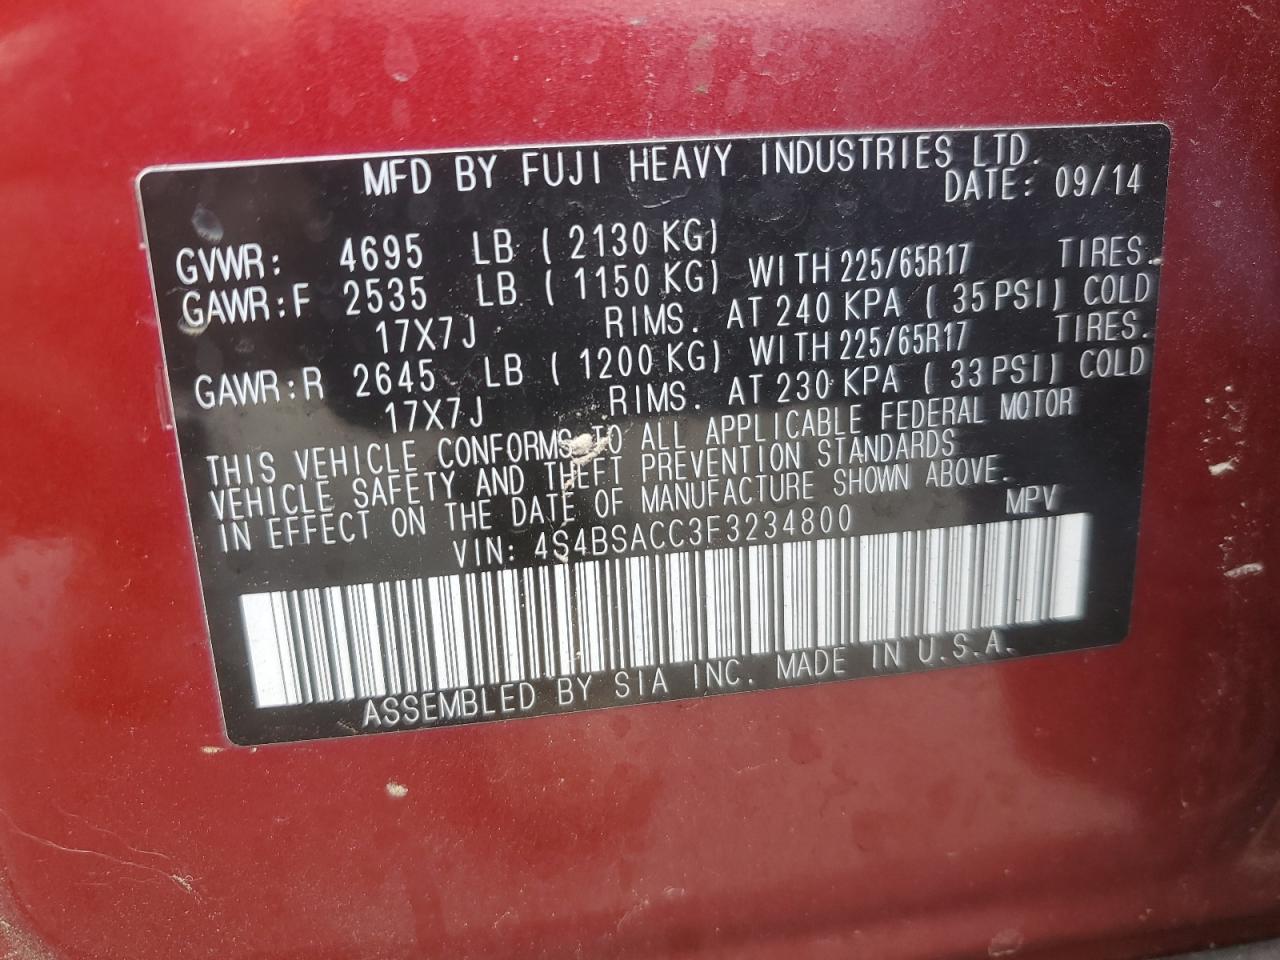 MFD BY FUJI HEAVY INDUSTRIES LTD.
DATE: 09/14
GVWR: 4695 LB ( 2130 KG)
GAWR:F 2535 LB ( 1150 KG) WITH 225/65R17 TIRES.
17X7J RIMS. AT 240 KPA ( 35PSI) COLD
GAWR:R 2645 LB ( 1200 KG) WITH 225/65R17 TIRES.
17X7J RIMS. AT 230 KPA ( 33PSI) COLD
THIS VEHICLE CONFORMS TO ALL APPLICABLE FEDERAL MOTOR
VEHICLE SAFETY AND THEFT PREVENTION STANDARDS
IN EFFECT ON THE DATE OF MANUFACTURE SHOWN ABOVE.
VIN: 4S4BSACC3F3234800 MPV
ASSEMBLED BY SIA INC. MADE IN U.S.A.